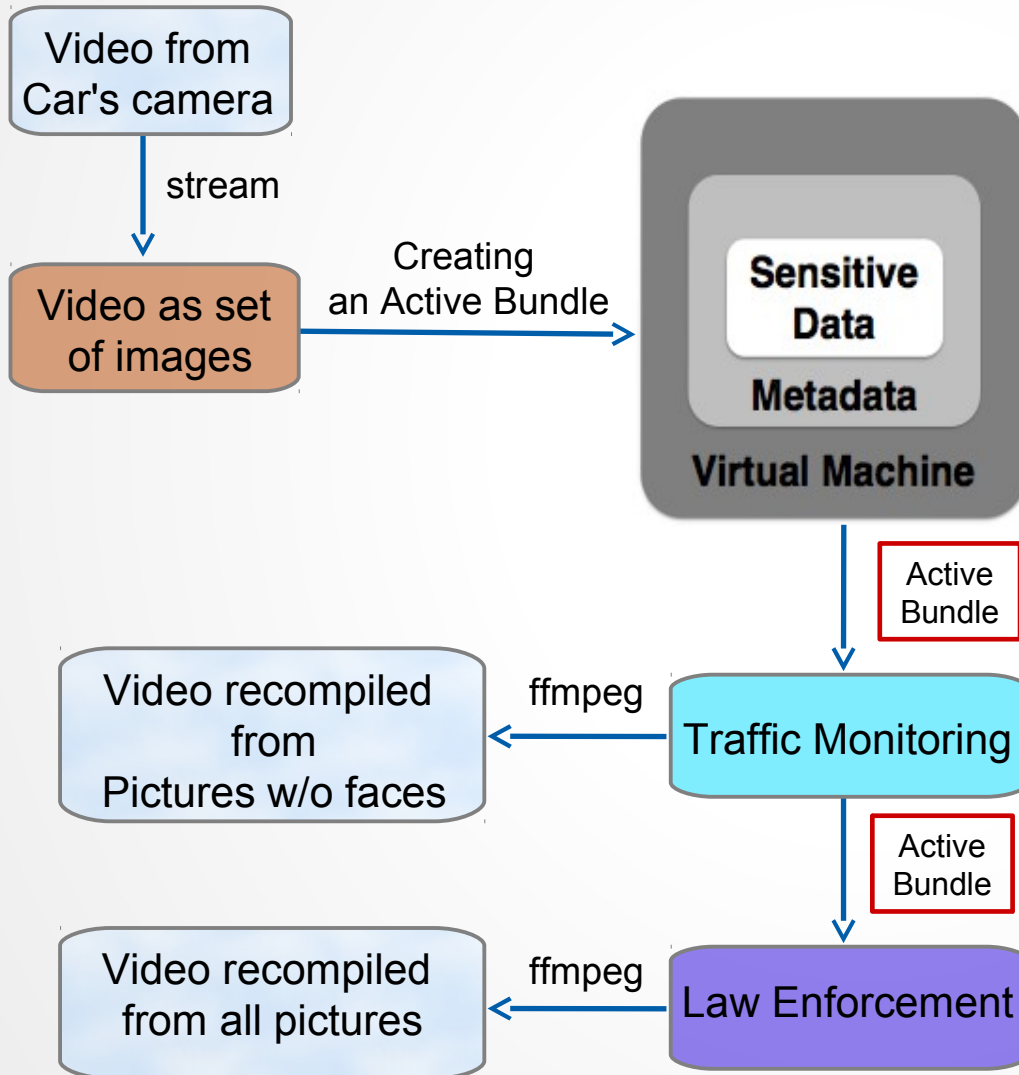 Video from
Car's camera
stream
Video as set
of images
Creating
an Active Bundle
Sensitive
Data
Metadata
Virtual Machine
Active
Bundle
Traffic Monitoring
ffmpeg
Video recompiled
from
Pictures w/o faces
Active
Bundle
Law Enforcement
ffmpeg
Video recompiled
from all pictures